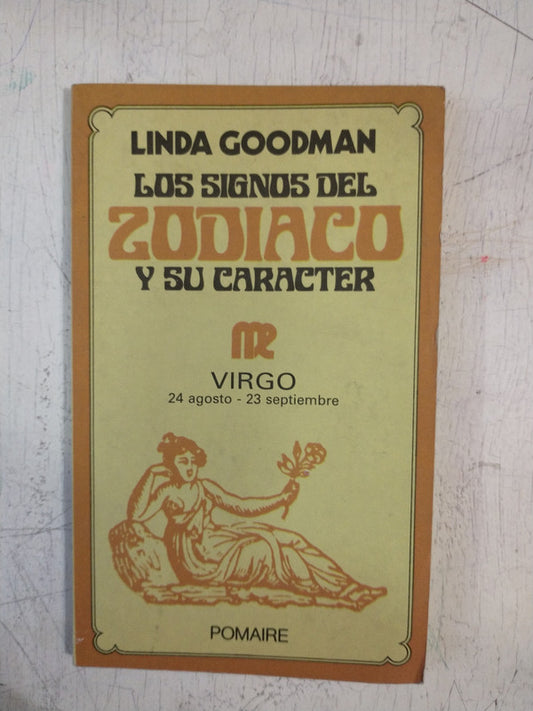 LINDA GOODMAN
LOS SIGNOS DEL
ZODIACO
Y SU CARACTER
VIRGO
24 agosto - 23 septiembre
POMAIRE